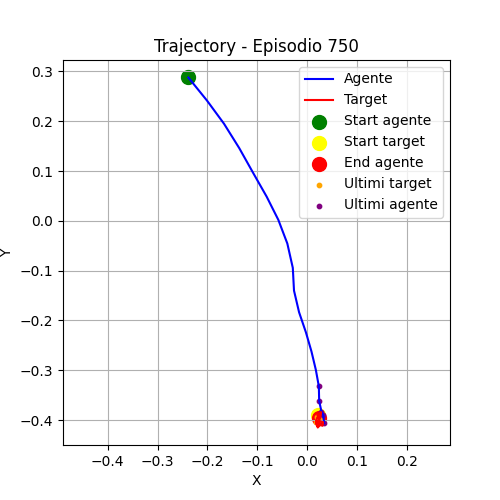 Trajectory - Episodio 750
Agente
Target
Start agente
Start target
End agente
Ultimi target
Ultimi agente
0.3
0.2
0.1
0.0
−0.1
−0.2
−0.3
−0.4
Y
−0.4
−0.3
−0.2
−0.1
0.0
0.1
0.2
X